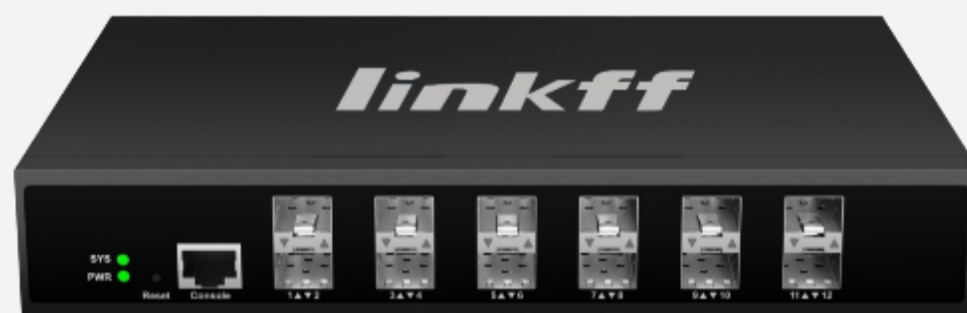 linkff
SYS
PWR
Reset
Console
1▲▼2
3▲▼4
5▲▼6
7▲▼8
9▲▼10
11▲▼12